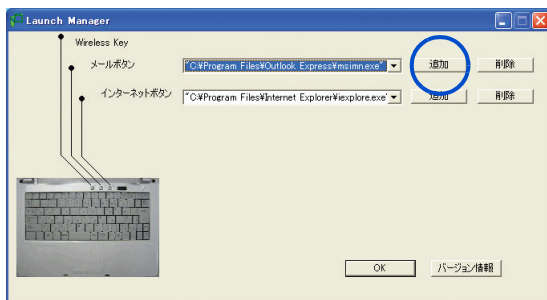 Launch Manager
Wireless Key
メールボタン
"C:¥Program Files¥Outlook Express¥msimn.exe"
追加
削除
インターネットボタン
"C:¥Program Files¥Internet Explorer¥iexplore.exe"
追加
削除
OK
バージョン情報